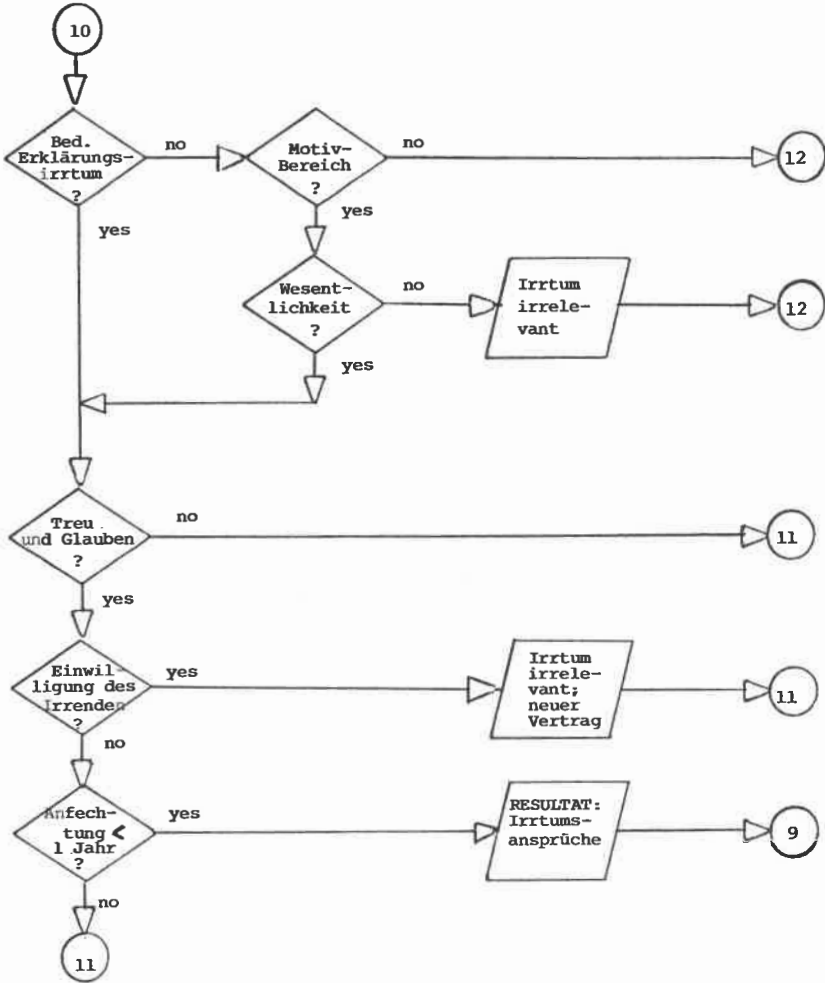 10
Bed.
Erklärungs-
irrtum
?
no
Motiv-
Bereich
?
no
12
yes
yes
Wesent-
lichkeit
?
no
Irrtum
irrele-
vant
12
yes
Treu
und Glauben
?
no
11
yes
Einwil-
ligung des
Irrenden
?
yes
Irrtum
irrele-
vant;
neuer
Vertrag
11
no
Anfech-
tung <
1 Jahr
?
yes
RESULTAT:
Irrtums-
ansprüche
9
no
11